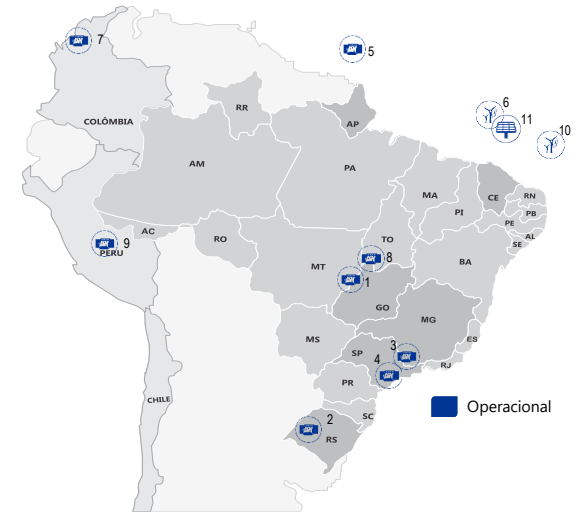 7
5
6
11
10
COLÔMBIA
RR
AP
AM
PA
MA
CE
RN
PI
PB
PE
AL
SE
AC
9
PERU
RO
TO
8
MT
1
BA
GO
MG
MS
ES
3
SP
4
RJ
PR
CHILE
Operacional
SC
2
RS